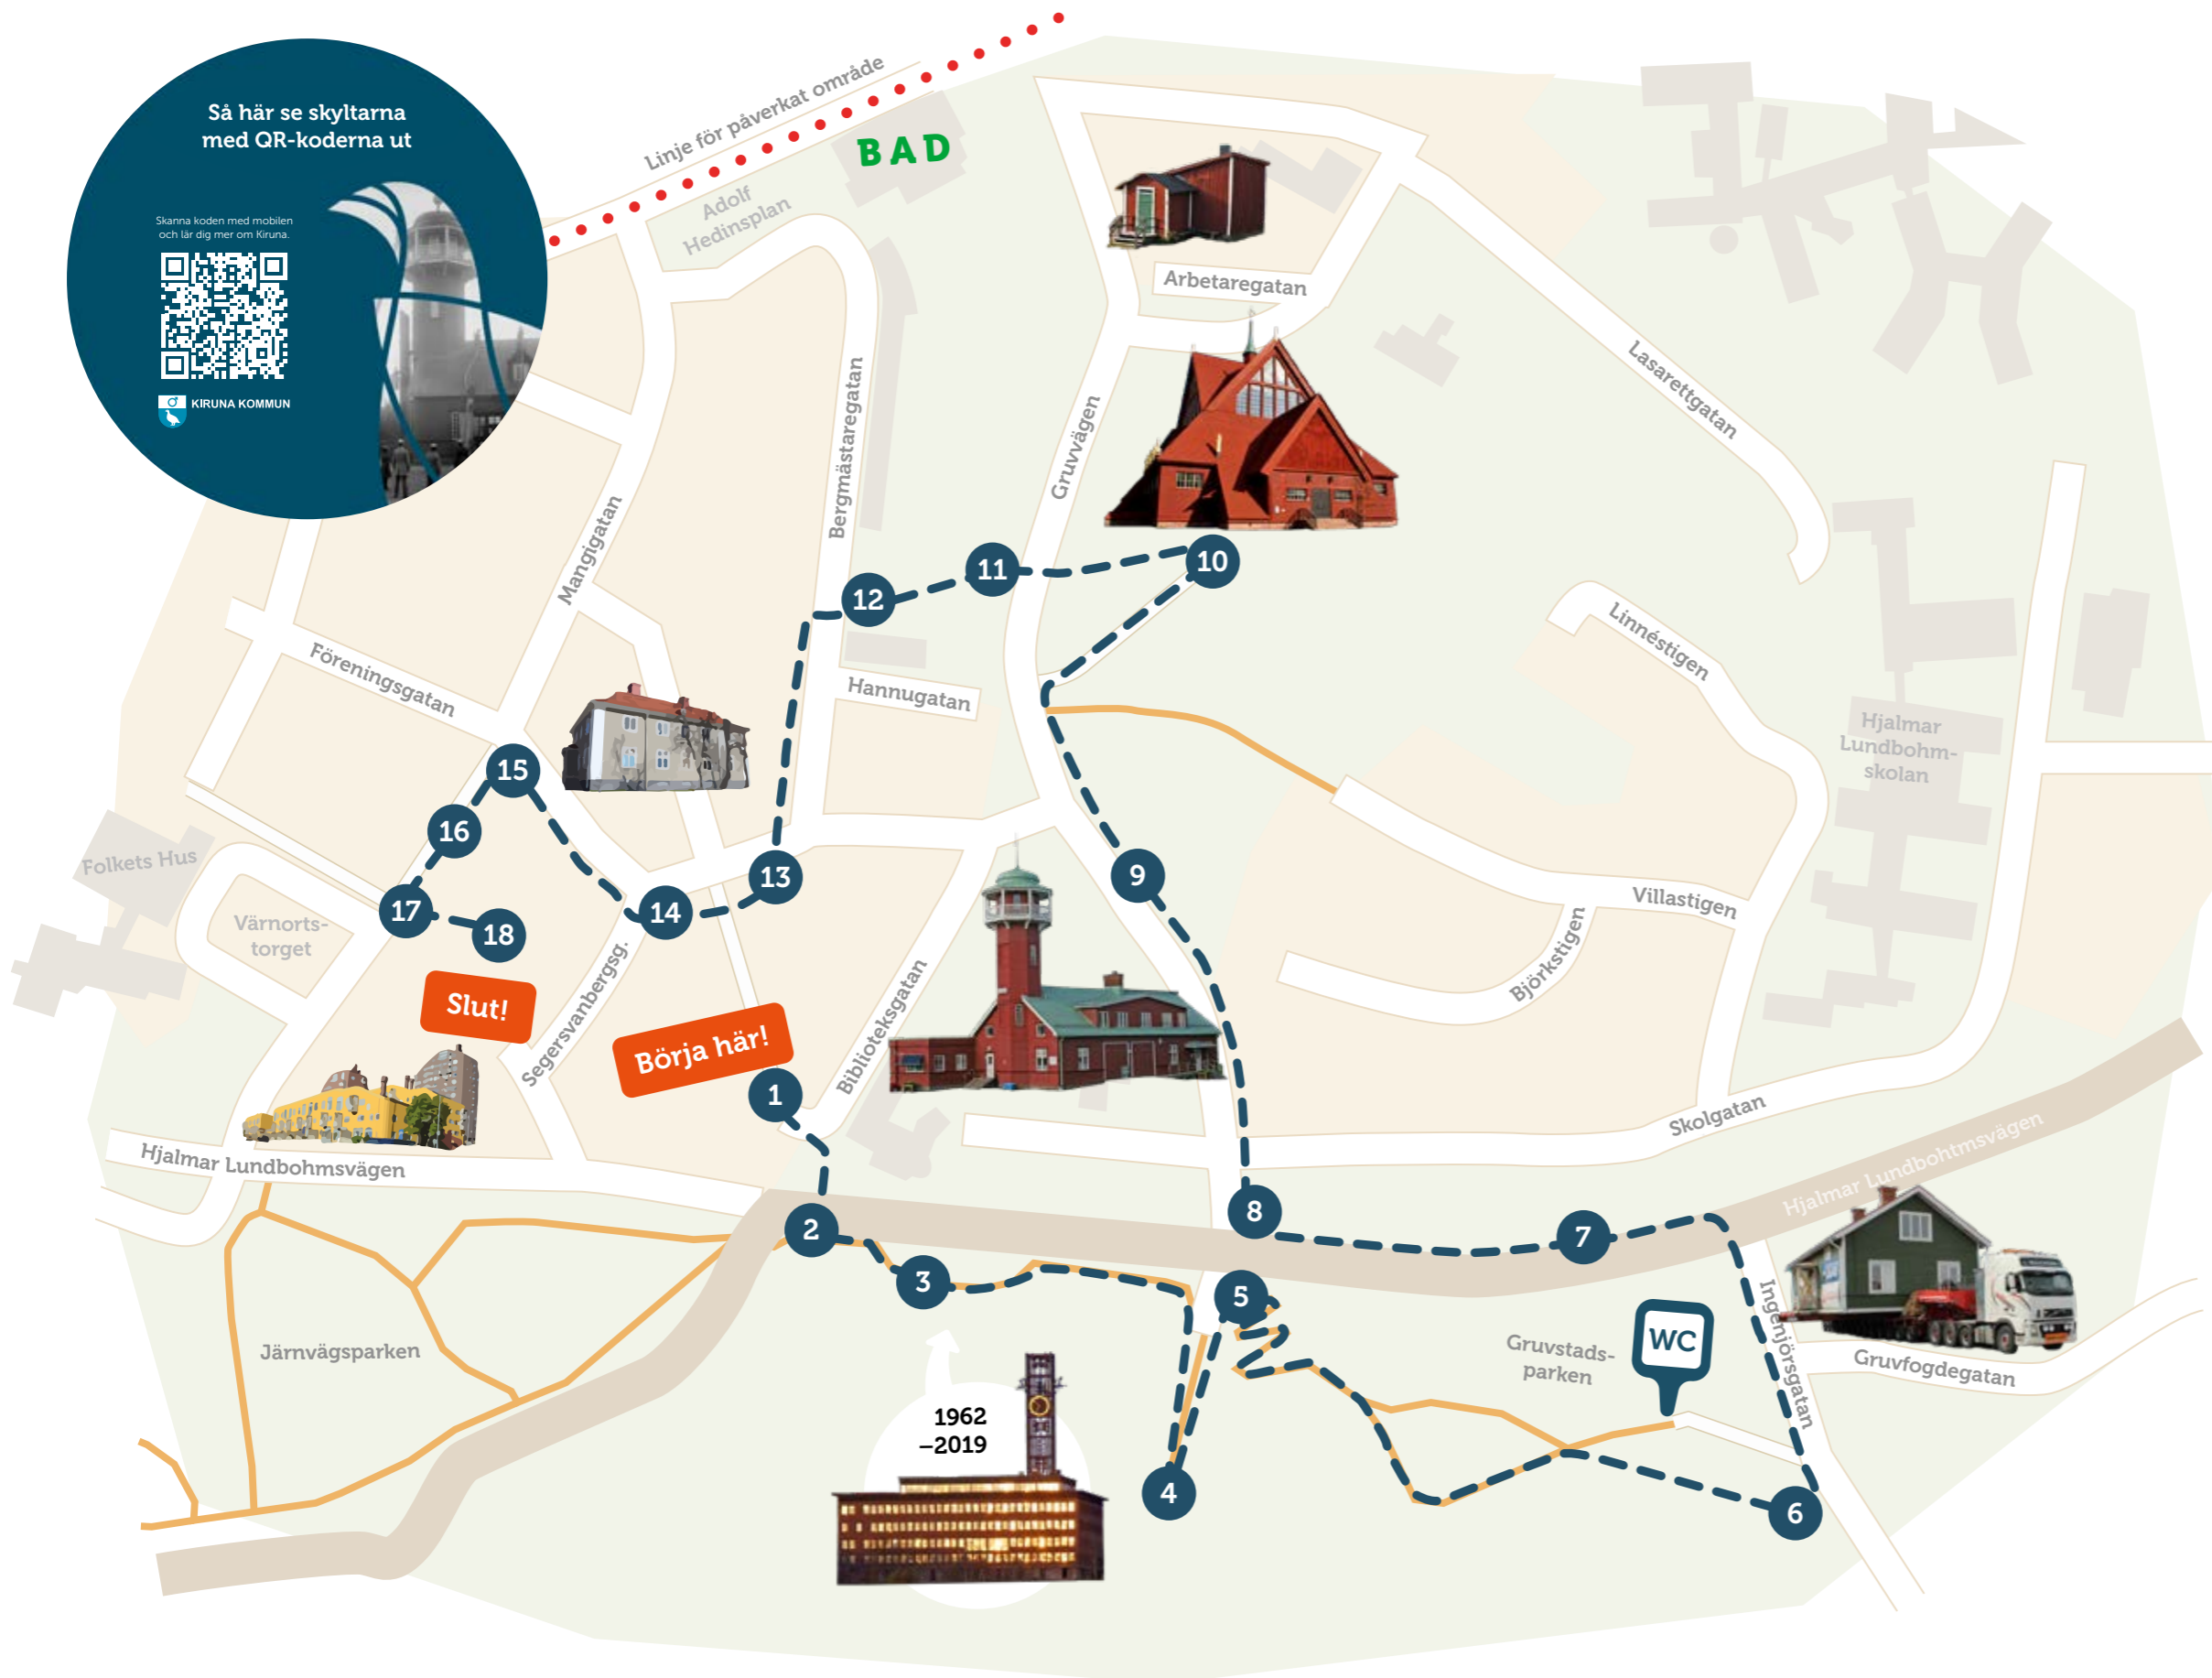 Så här se skyltarna
med QR-koderna ut
Skanna koden med mobilen
och lär dig mer om Kiruna.
KIRUNA KOMMUN
Linje för påverkat område
BAD
Adolf
Hedinsplan
Arbetaregatan
Lasarettgatan
Bergmästaregatan
Gruvvägen
Mangigatan
10
11
12
Linnéstigen
Föreningsgatan
Hannugatan
Hjalmar
Lundbohm-
skolan
15
16
13
9
Folkets Hus
17
14
18
Värnorts-
torget
Villastigen
Björkstigen
Slut!
Segersvanbergsg.
Börja här!
Biblioteksgatan
1
Skolgatan
Hjalmar Lundbohmsvägen
Hjalmar Lundbohtmsvägen
2
8
7
3
5
Järnvägsparken
Gruvstads-
parken
WC
Ingenjörsgatan
Gruvfogdegatan
1962
–2019
4
6